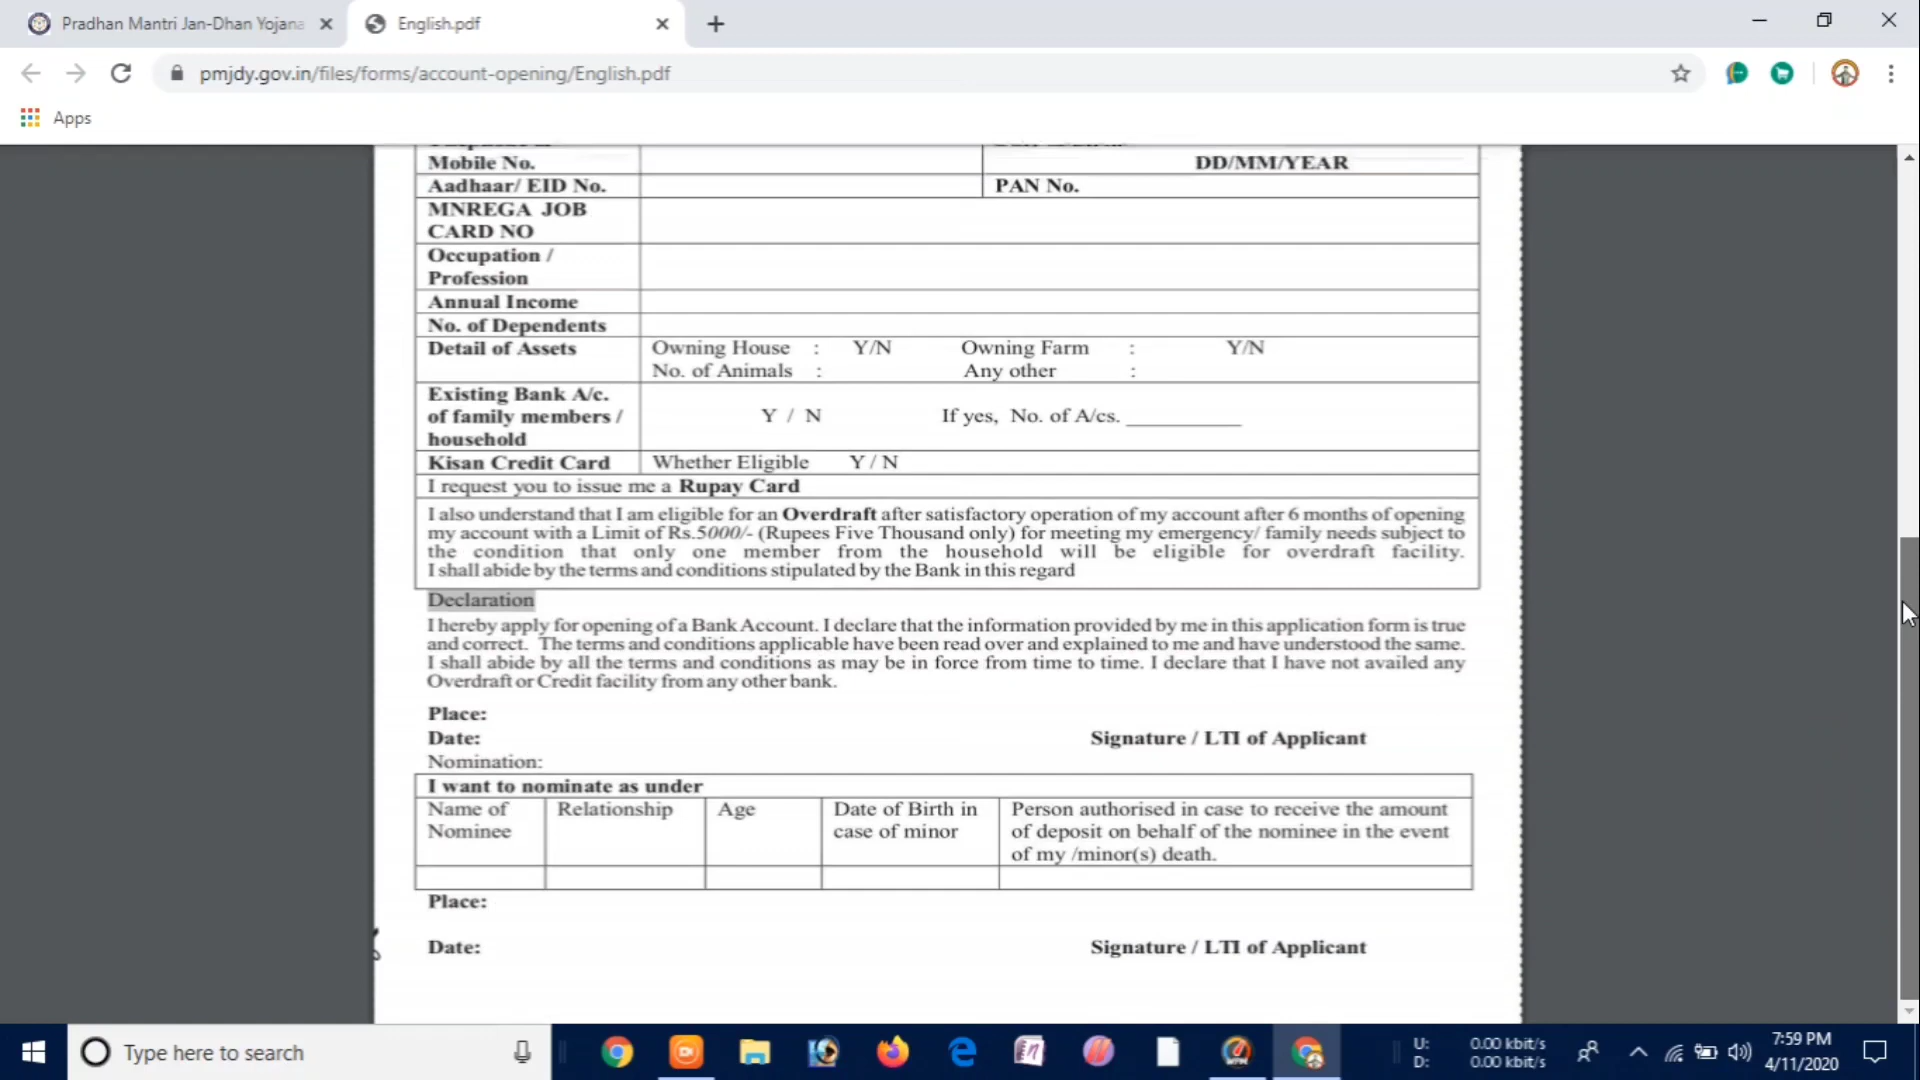 Pradhan Mantri Jan-Dhan Yojana
English.pdf
pmjdy.gov.in/files/forms/account-opening/English.pdf
Apps
Mobile No. DD/MM/YEAR
Aadhaar/ EID No. PAN No.
MNREGA JOB
CARD NO
Occupation /
Profession
Annual Income
No. of Dependents
Detail of Assets Owning House : Y/N Owning Farm : Y/N
No. of Animals : Any other :
Existing Bank A/c.
of family members / Y / N If yes, No. of A/cs. __________
household
Kisan Credit Card Whether Eligible Y / N
I request you to issue me a Rupay Card
I also understand that I am eligible for an Overdraft after satisfactory operation of my account after 6 months of opening
my account with a Limit of Rs.5000/- (Rupees Five Thousand only) for meeting my emergency/ family needs subject to
the condition that only one member from the household will be eligible for overdraft facility.
I shall abide by the terms and conditions stipulated by the Bank in this regard
Declaration
I hereby apply for opening of a Bank Account. I declare that the information provided by me in this application form is true
and correct. The terms and conditions applicable have been read over and explained to me and have understood the same.
I shall abide by all the terms and conditions as may be in force from time to time. I declare that I have not availed any
Overdraft or Credit facility from any other bank.
Place:
Date: Signature / LTI of Applicant
Nomination:
I want to nominate as under
Name of Relationship Age Date of Birth in Person authorised in case to receive the amount
Nominee case of minor of deposit on behalf of the nominee in the event
of my /minor(s) death.
Place:
Date: Signature / LTI of Applicant
Type here to search
U: 0.00 kbit/s
D: 0.00 kbit/s
7:59 PM
4/11/2020